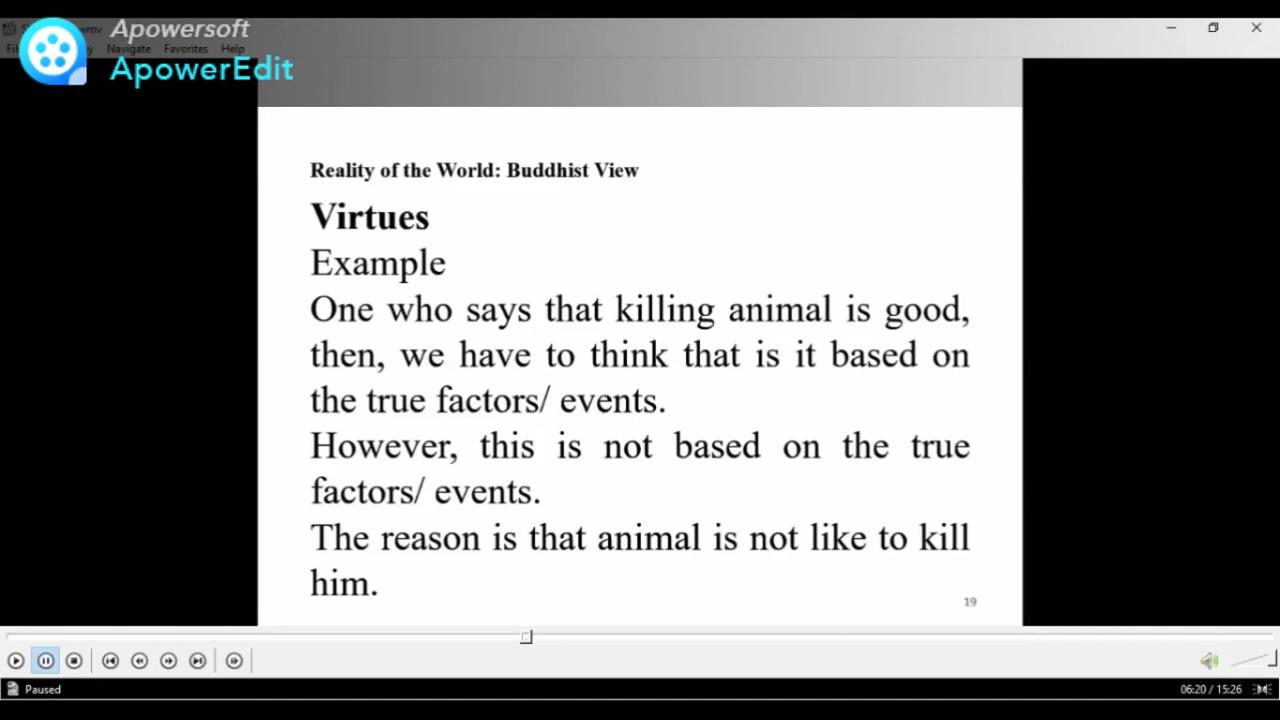 Apowersoft
ApowerEdit
Navigate Favorites Help
Reality of the World: Buddhist View
Virtues
Example
One who says that killing animal is good,
then, we have to think that is it based on
the true factors/ events.
However, this is not based on the true
factors/ events.
The reason is that animal is not like to kill
him.
19
Paused
06:20 / 15:26